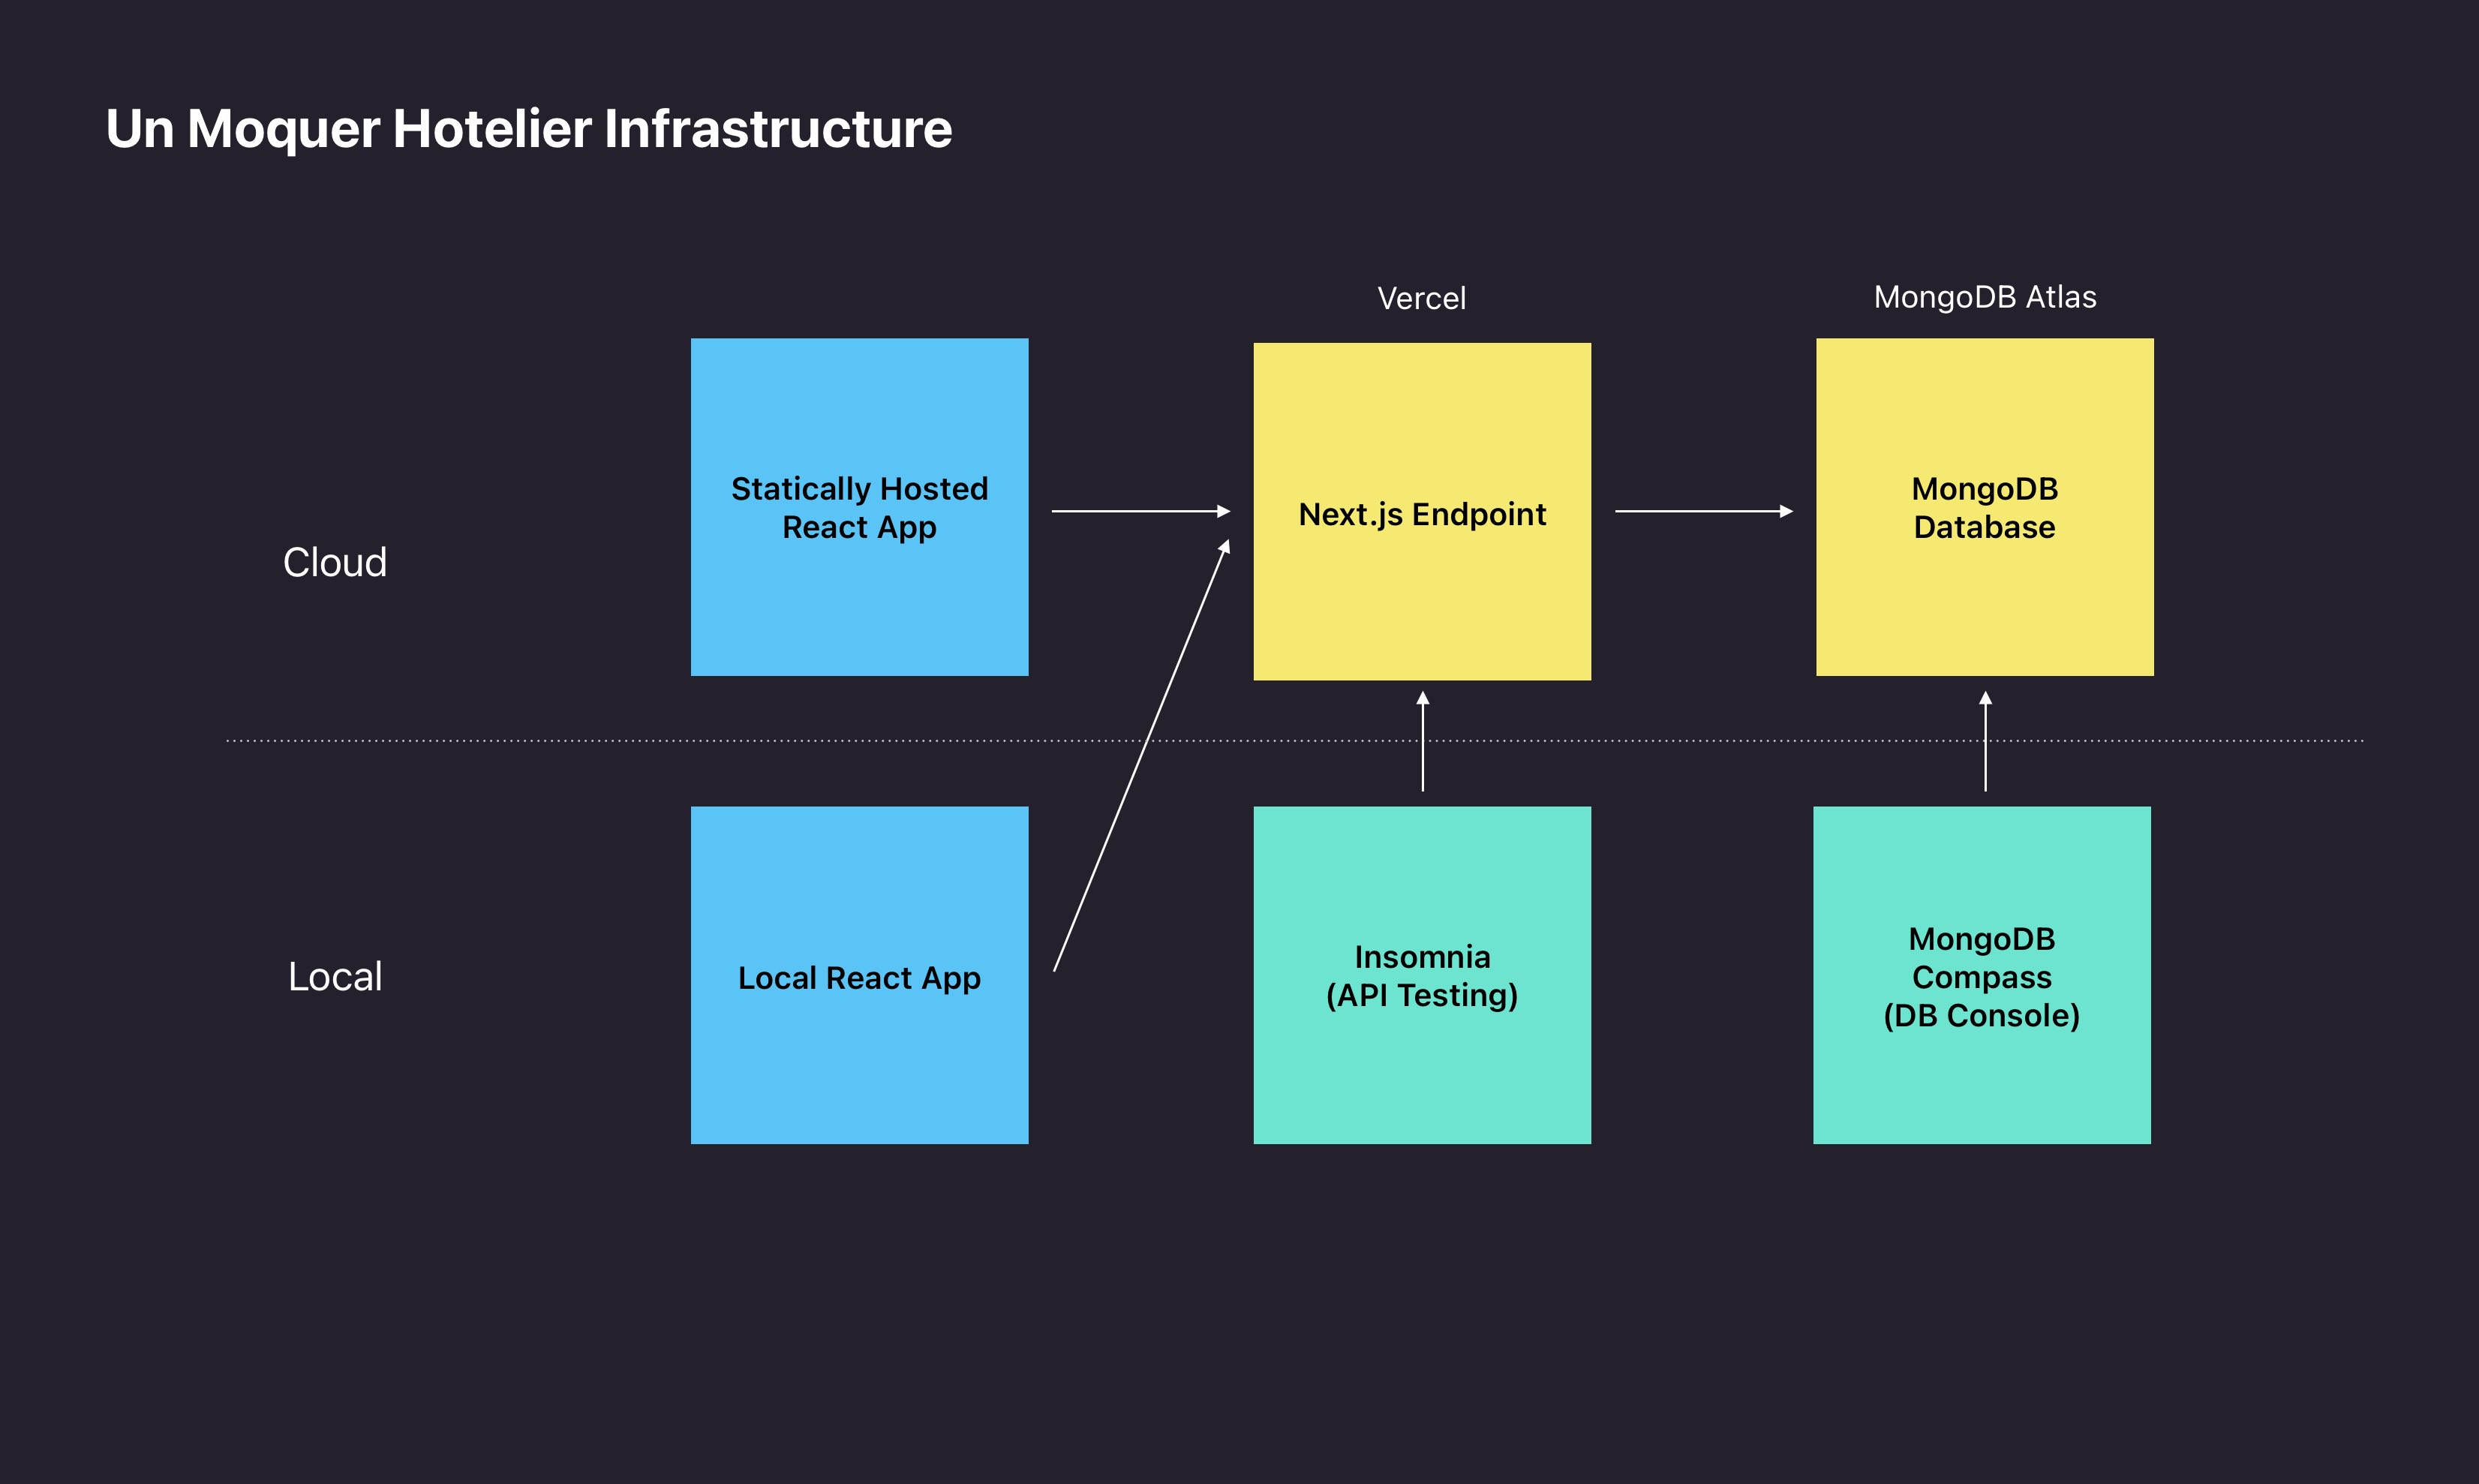 Un Moquer Hotelier Infrastructure
Vercel
MongoDB Atlas
Cloud
Statically Hosted
React App
Next.js Endpoint
MongoDB
Database
Local
Local React App
Insomnia
(API Testing)
MongoDB
Compass
(DB Console)